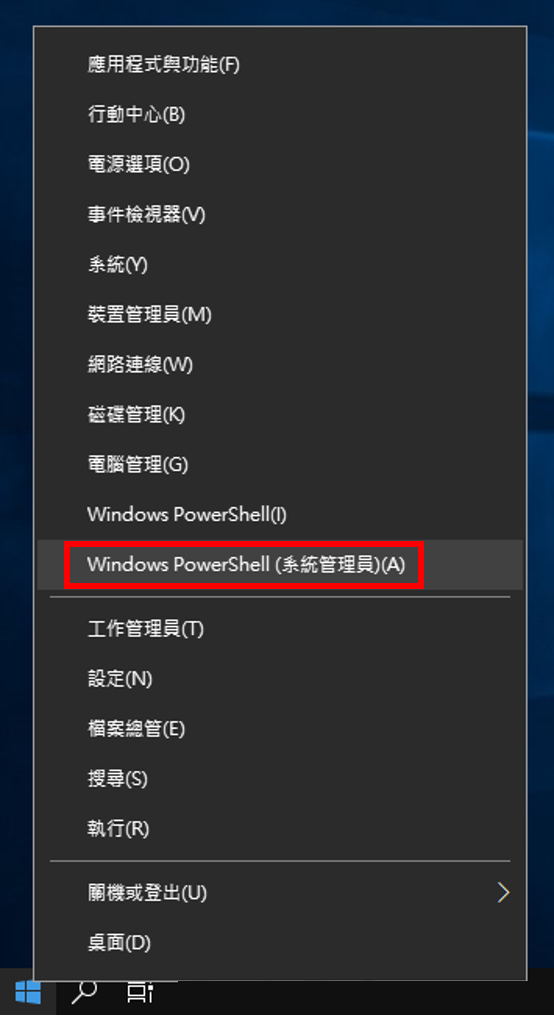 應用程式與功能(F)
行動中心(B)
電源選項(O)
事件檢視器(V)
系統(Y)
裝置管理員(M)
網路連線(W)
磁碟管理(K)
電腦管理(G)
Windows PowerShell(I)
Windows PowerShell (系統管理員)(A)
工作管理員(T)
設定(N)
檔案總管(E)
搜尋(S)
執行(R)
關機或登出(U)
桌面(D)